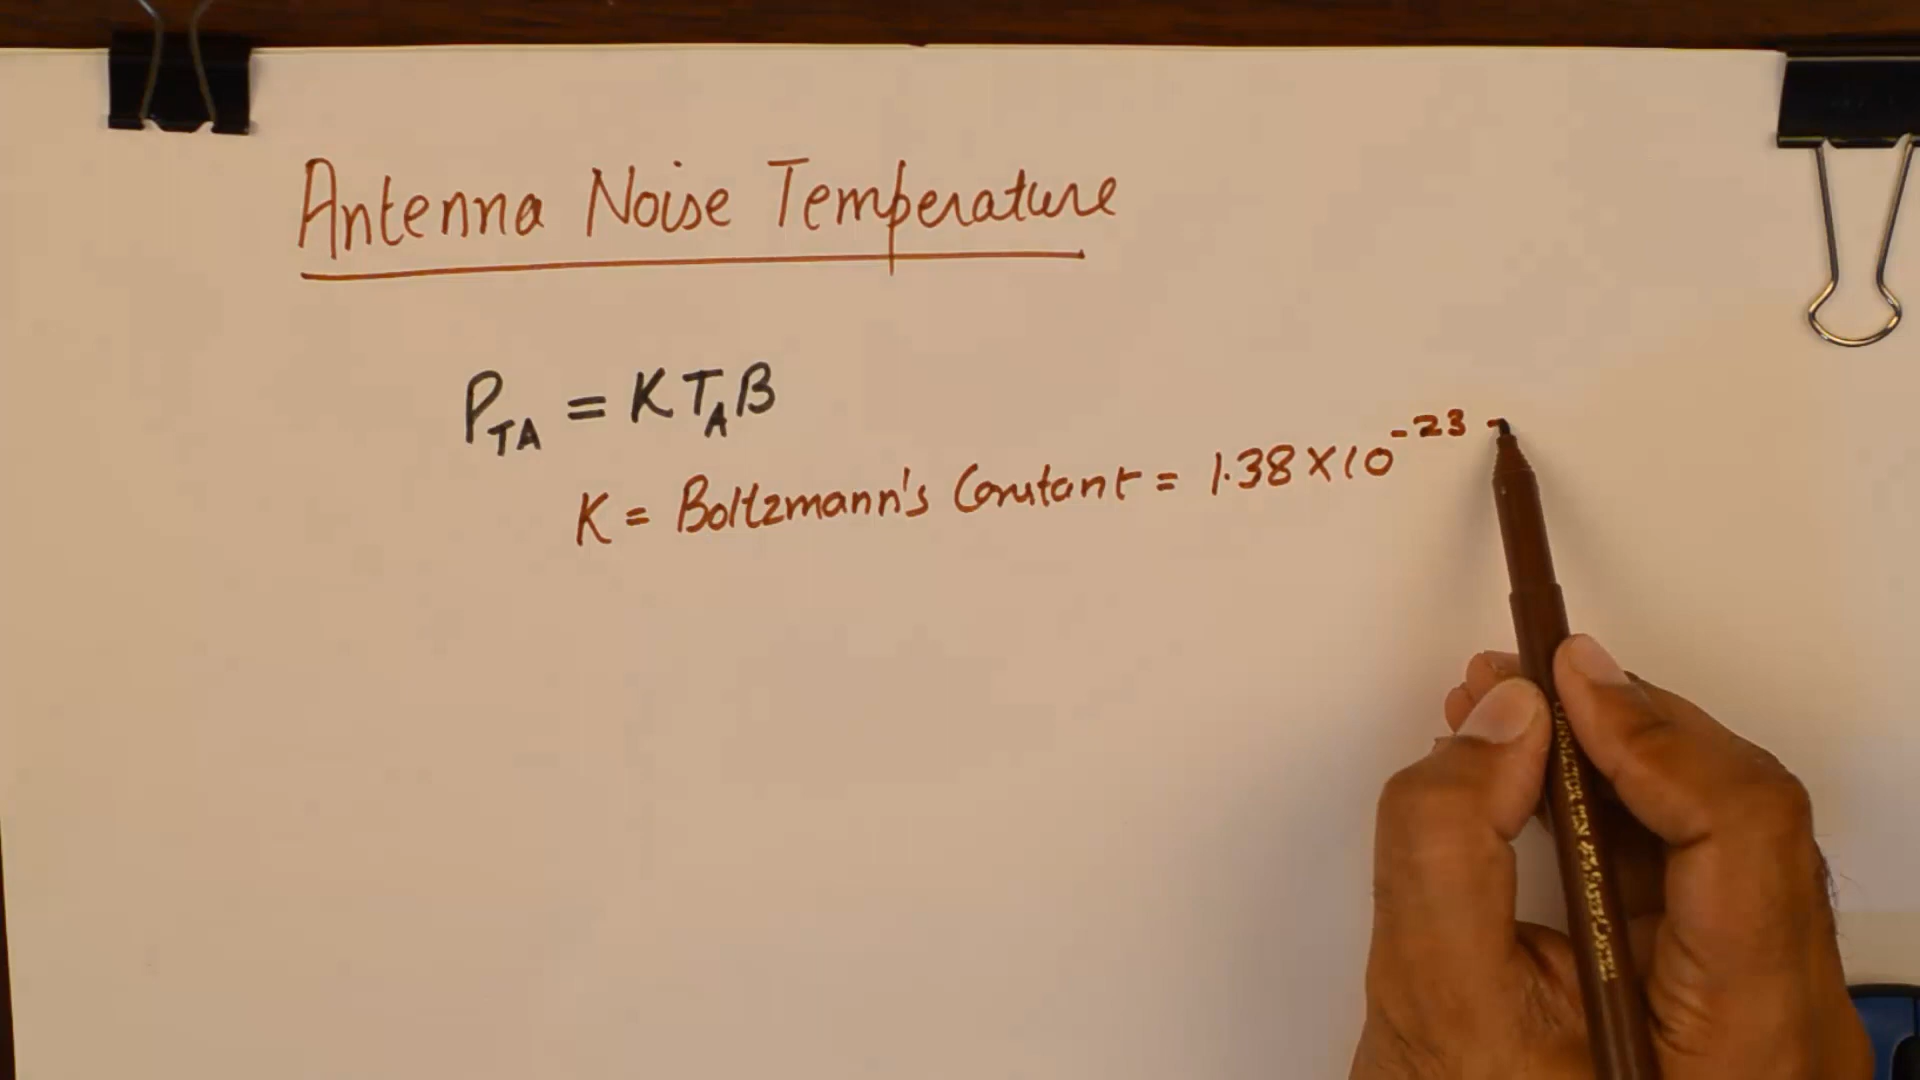 Antenna Noise Temperature
P_TA = K T_A B
K = Boltzmann's Constant = 1.38 X 10^-23